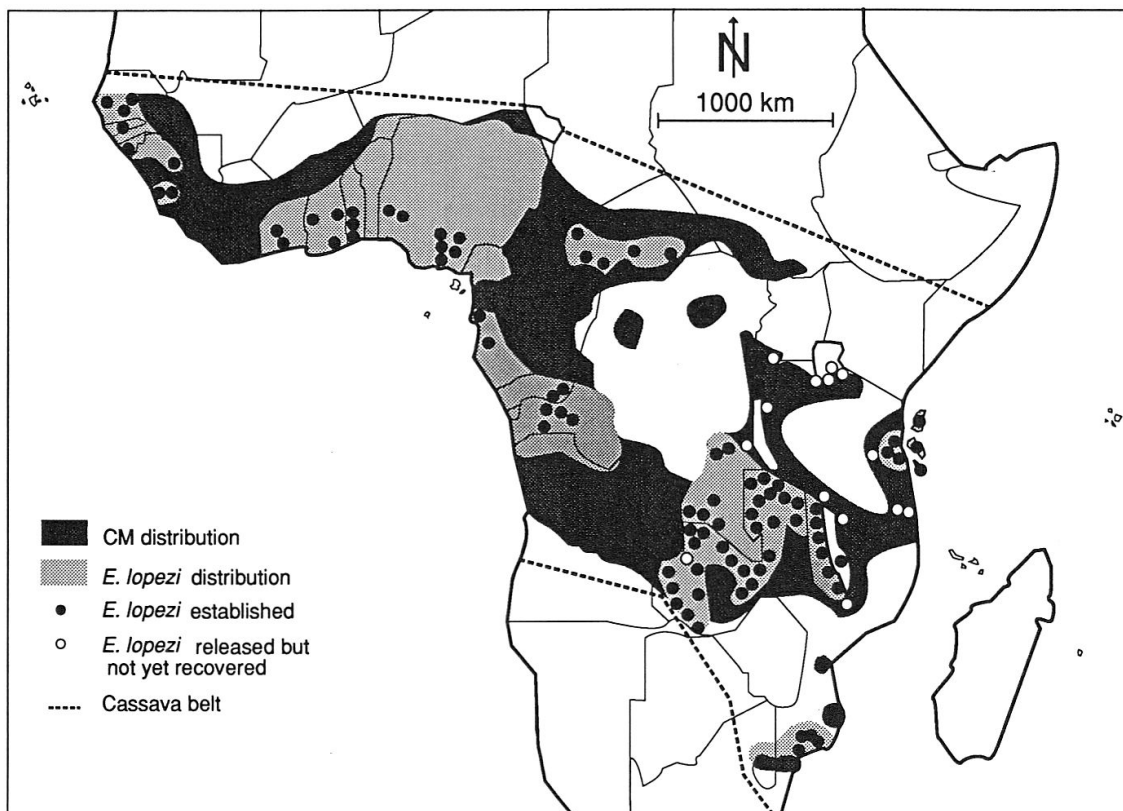 N
1000 km
CM distribution
E. lopezi distribution
E. lopezi established
E. lopezi released but
not yet recovered
Cassava belt